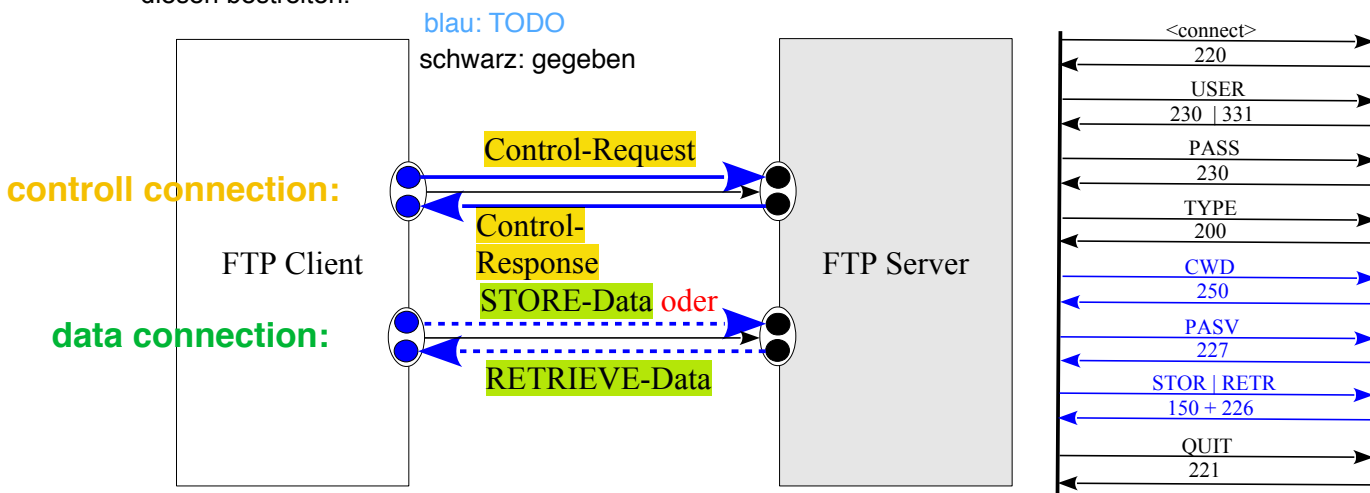 diesen bestreiten.
blau: TODO
schwarz: gegeben
controll connection:
Control-Request
Control-
Response
FTP Client
FTP Server
STORE-Data oder
data connection:
RETRIEVE-Data
<connect>
220
USER
230 | 331
PASS
230
TYPE
200
CWD
250
PASV
227
STOR | RETR
150 + 226
QUIT
221